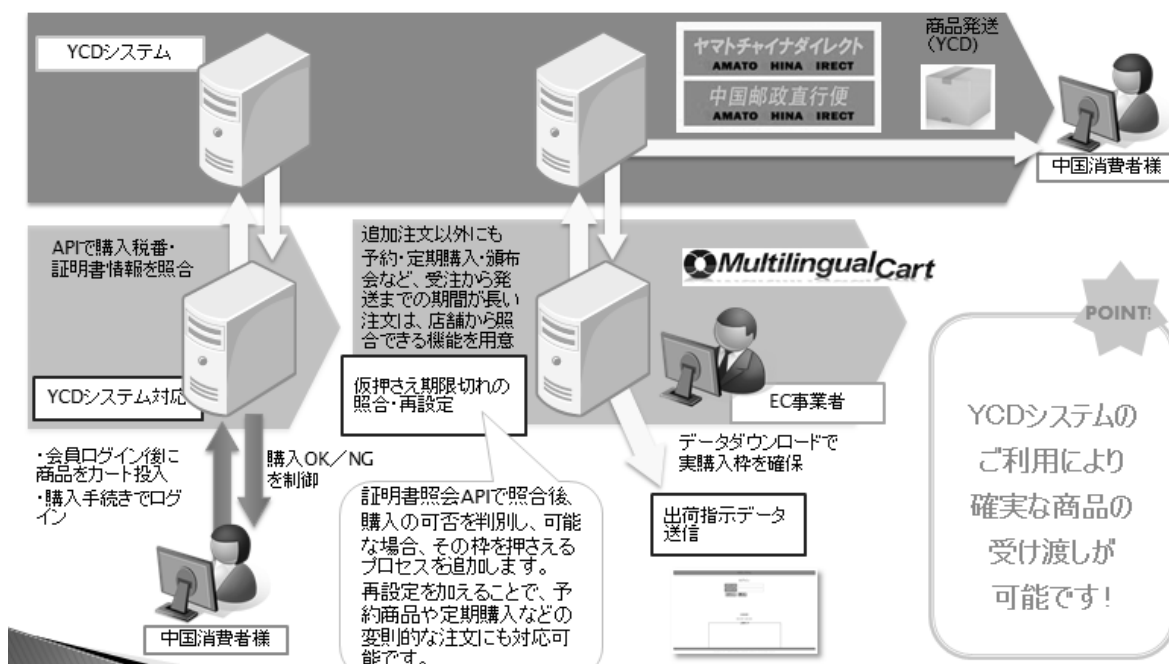 YCDシステム
ヤマトチャイナダイレクト
AMATO HINA IRECT
中国邮政直行便
AMATO HINA IRECT
商品発送
(YCD)
中国消費者様
APIで購入税番・
証明書情報を照合
追加注文以外にも
予約・定期購入・頒布
会など、受注から発
送までの期間が長い
注文は、店舗から照
合できる機能を用意
MultilingualCart
YCDシステム対応
仮押さえ期限切れの
照合・再設定
EC事業者
・会員ログイン後に
商品をカート投入
・購入手続きでログ
イン
購入OK/NG
を制御
データダウンロードで
実購入枠を確保
証明書照会APIで照合後、
購入の可否を判別し、可能
な場合、その枠を押さえる
プロセスを追加します。
再設定を加えることで、予
約商品や定期購入などの
変則的な注文にも対応可
能です。
出荷指示データ
送信
中国消費者様
POINT!
YCDシステムの
ご利用により
確実な商品の
受け渡しが
可能です!